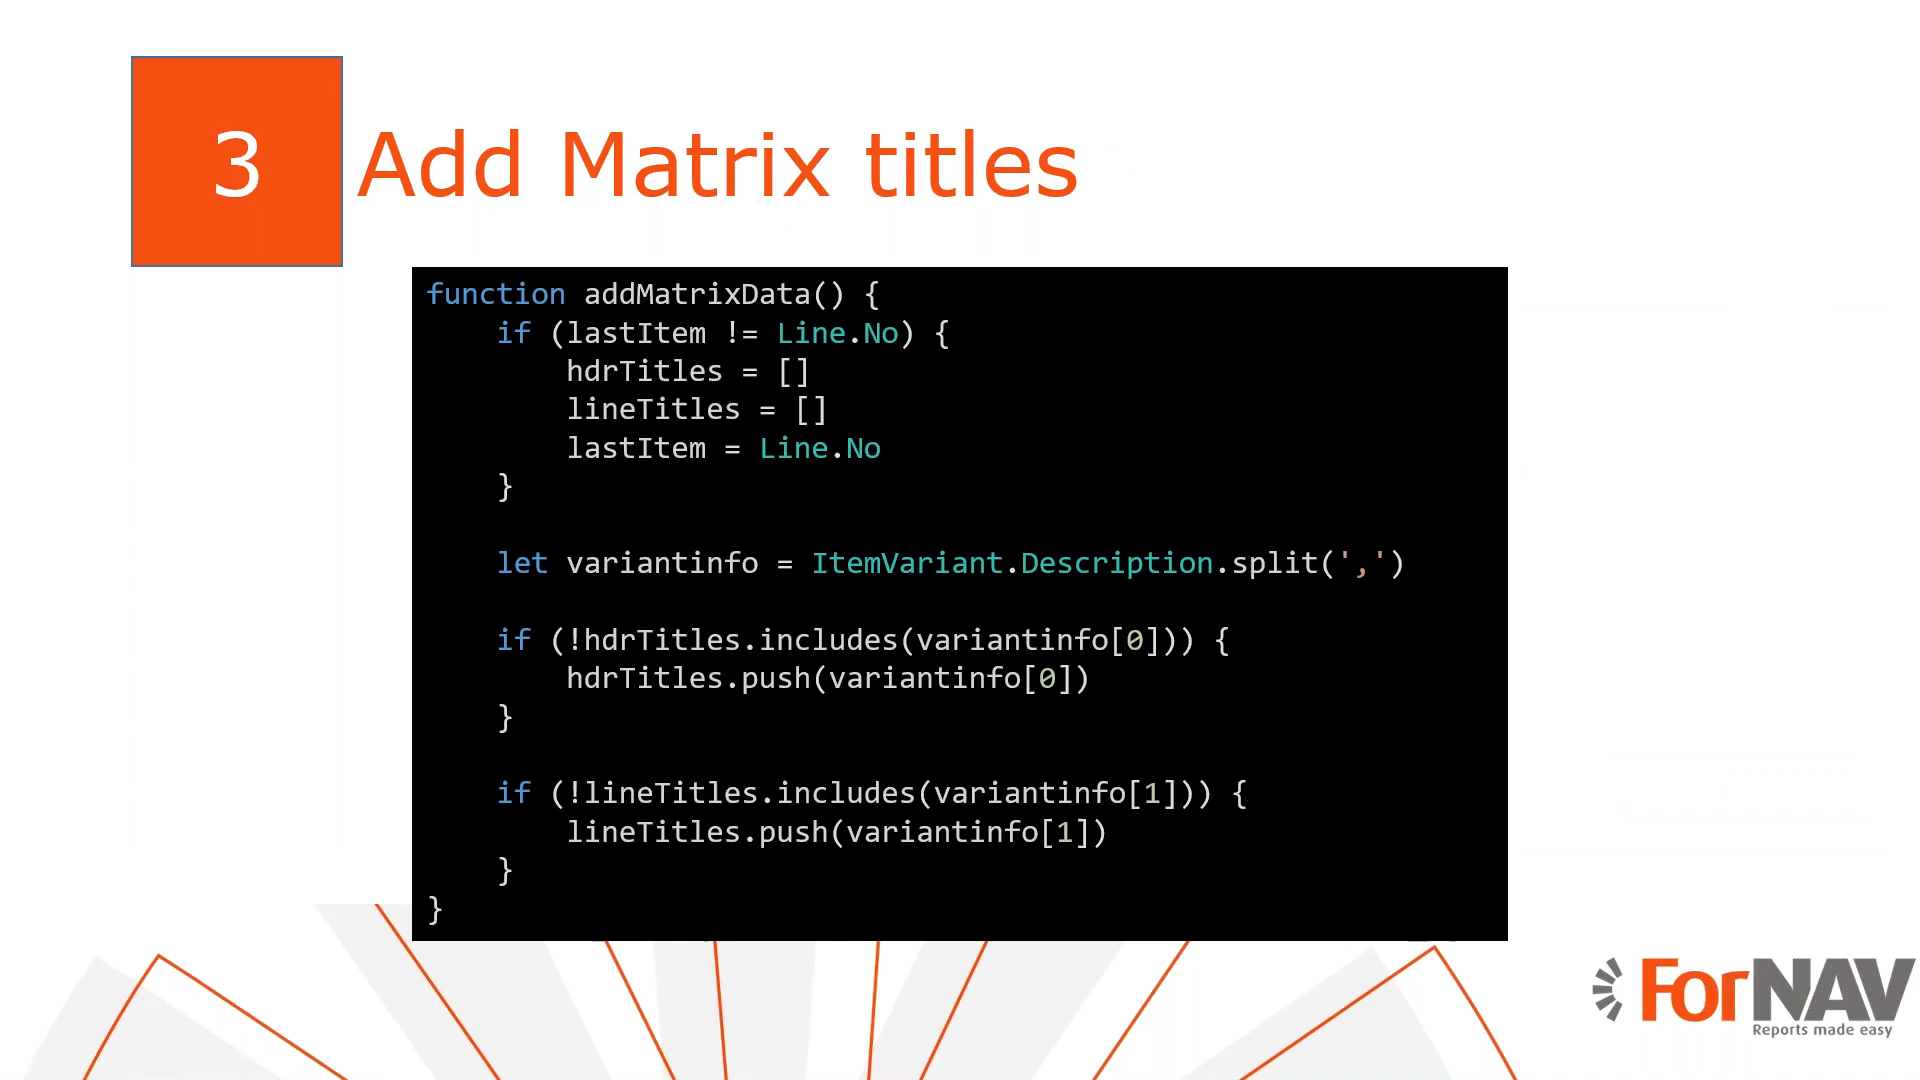 3
Add Matrix titles
function addMatrixData() {
    if (lastItem != Line.No) {
        hdrTitles = []
        lineTitles = []
        lastItem = Line.No
    }

    let variantinfo = ItemVariant.Description.split(',')

    if (!hdrTitles.includes(variantinfo[0])) {
        hdrTitles.push(variantinfo[0])
    }

    if (!lineTitles.includes(variantinfo[1])) {
        lineTitles.push(variantinfo[1])
    }
}
ForNAV
Reports made easy